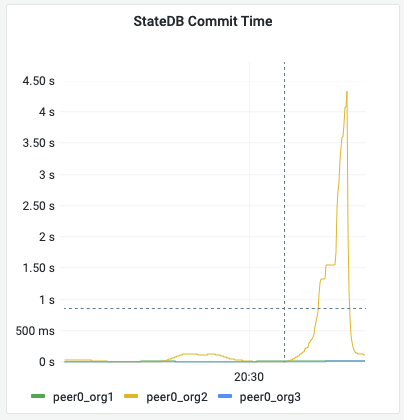 StateDB Commit Time
4.50 s
4 s
3.50 s
3 s
2.50 s
2 s
1.50 s
1 s
500 ms
0 s
20:30
peer0_org1 peer0_org2 peer0_org3